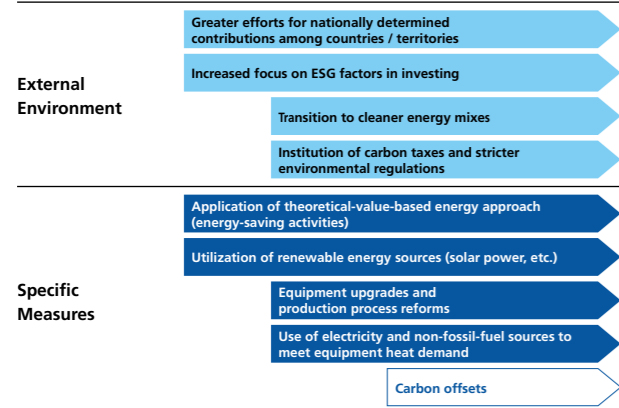 Greater efforts for nationally determined
contributions among countries / territories
Increased focus on ESG factors in investing
External
Environment
Transition to cleaner energy mixes
Institution of carbon taxes and stricter
environmental regulations
Application of theoretical-value-based energy approach
(energy-saving activities)
Utilization of renewable energy sources (solar power, etc.)
Specific
Measures
Equipment upgrades and
production process reforms
Use of electricity and non-fossil-fuel sources to
meet equipment heat demand
Carbon offsets